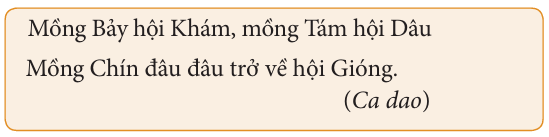 Mồng Bảy hội Khám, mồng Tám hội Dâu
Mồng Chín đâu đâu trở về hội Gióng.
(Ca dao)